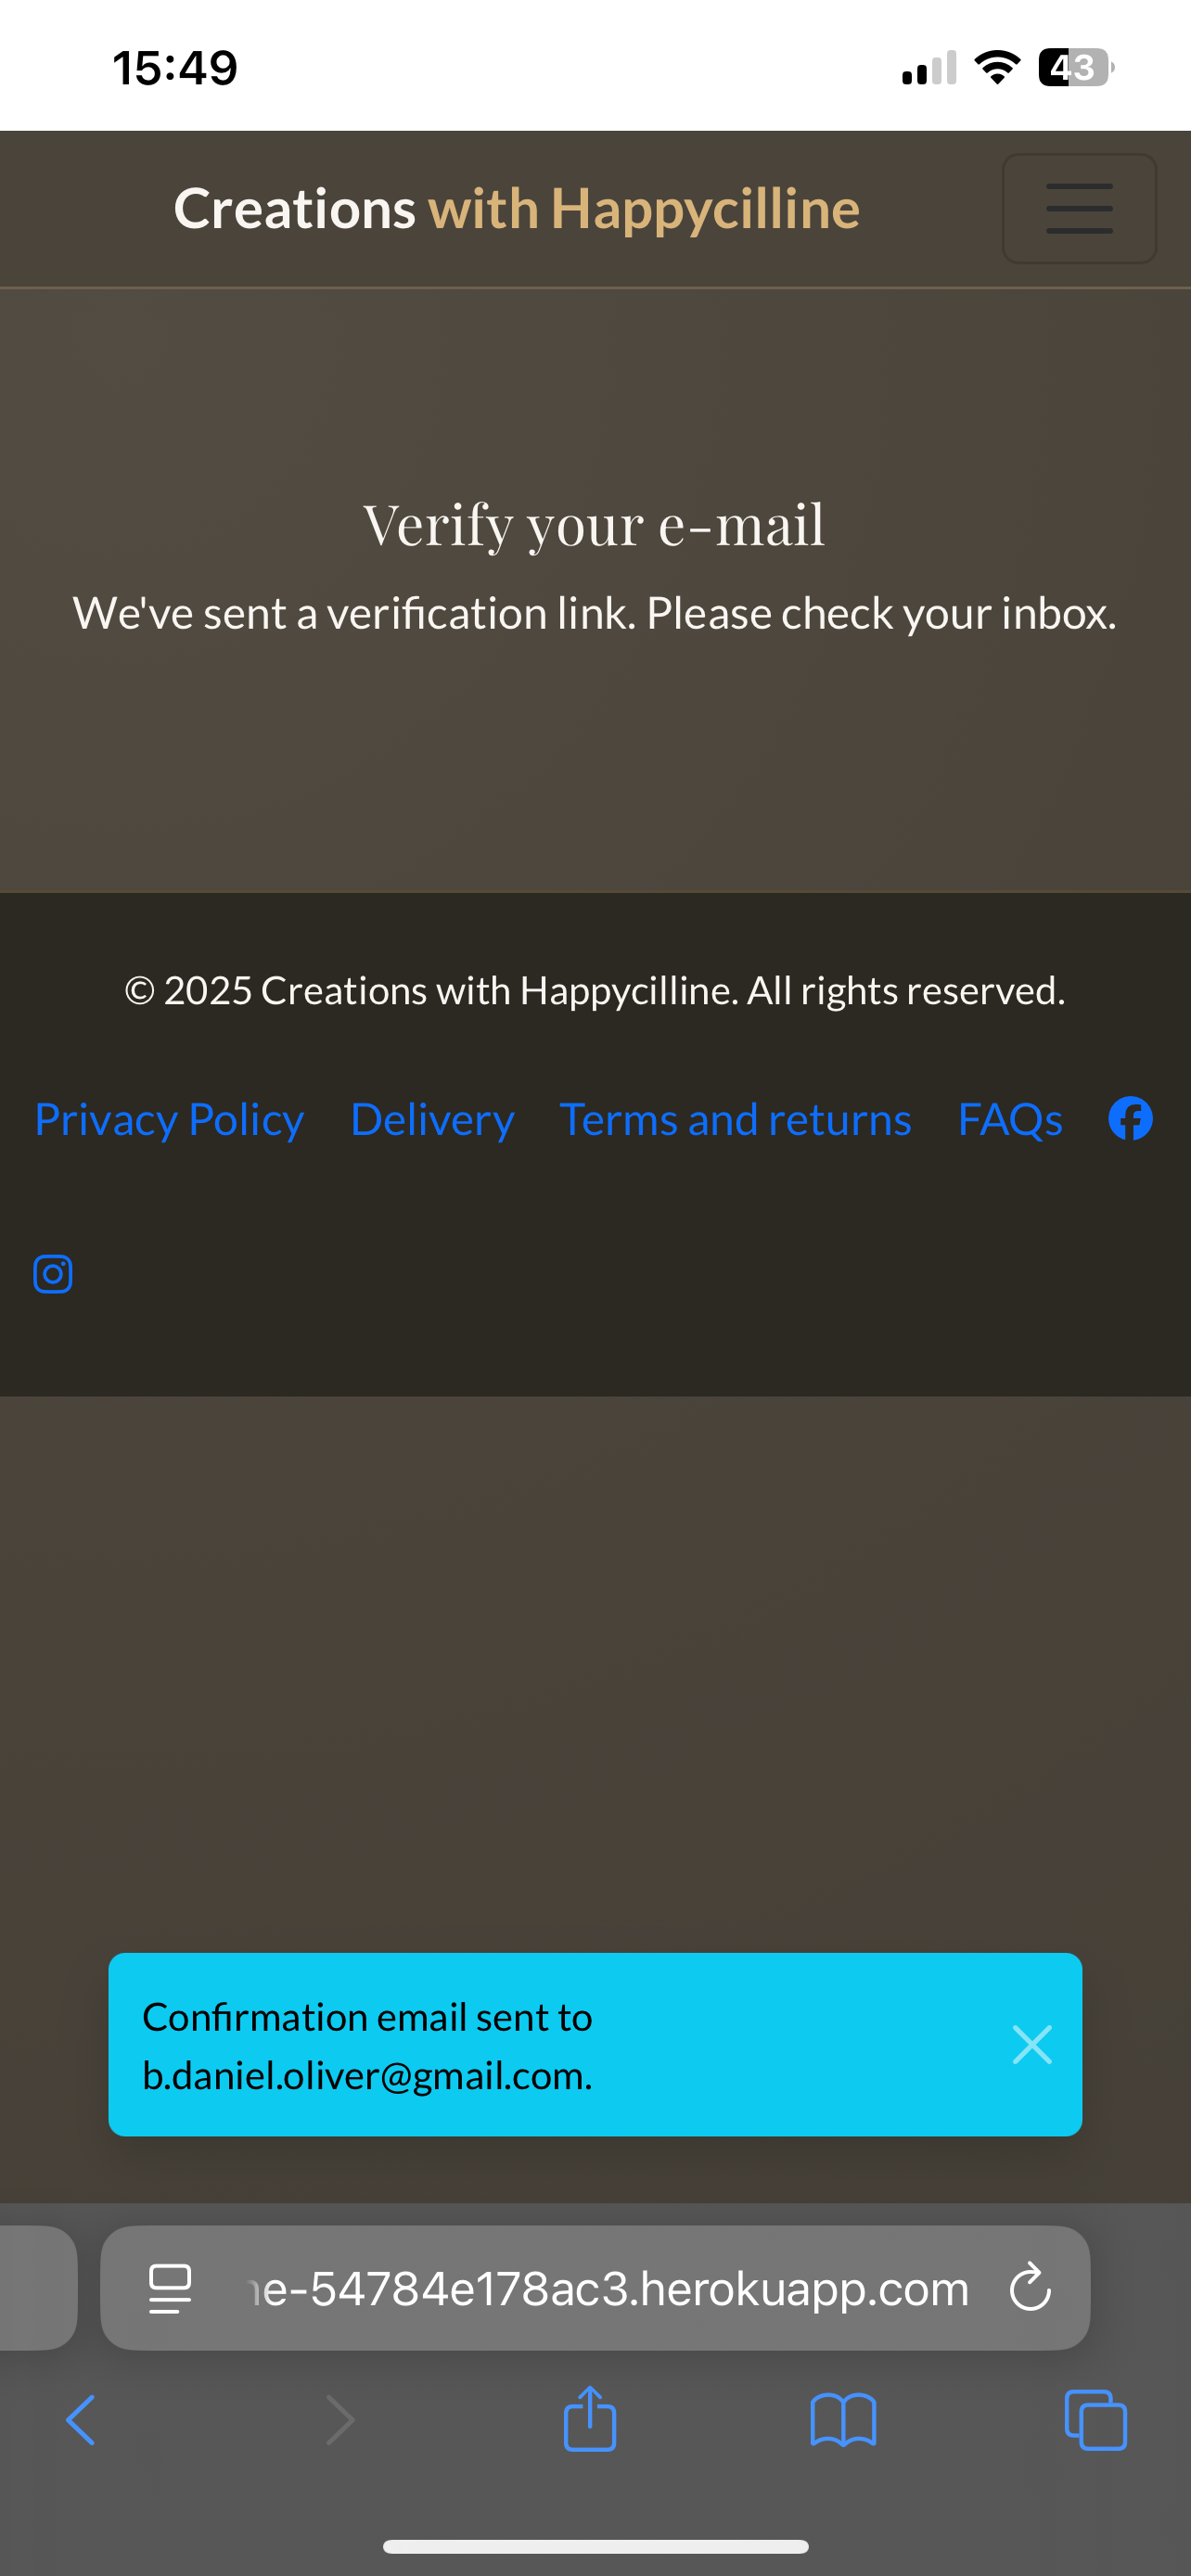 15:49
43
Creations with Happycilline
Verify your e-mail
We've sent a verification link. Please check your inbox.
© 2025 Creations with Happycilline. All rights reserved.
Privacy Policy Delivery Terms and returns FAQs
Confirmation email sent to
b.daniel.oliver@gmail.com.
e-54784e178ac3.herokuapp.com